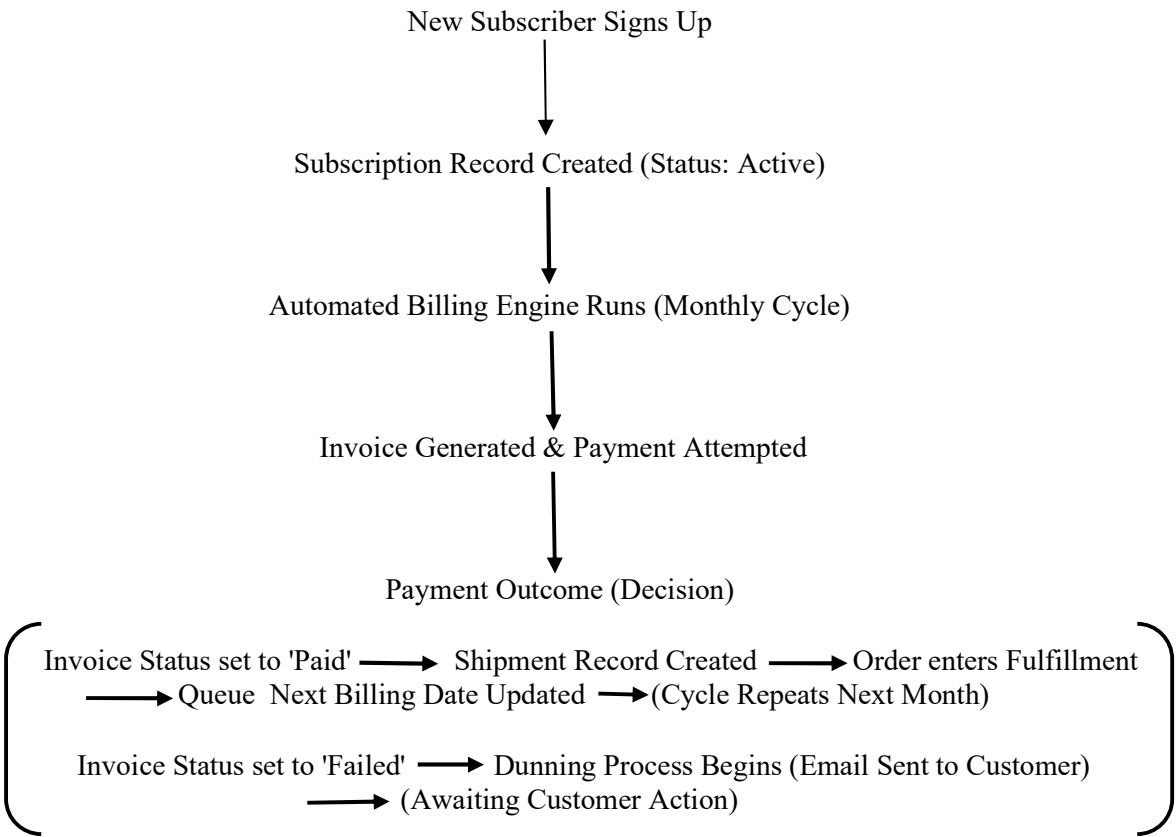 New Subscriber Signs Up
Subscription Record Created (Status: Active)
Automated Billing Engine Runs (Monthly Cycle)
Invoice Generated & Payment Attempted
Payment Outcome (Decision)
Invoice Status set to 'Paid' Shipment Record Created Order enters Fulfillment
Queue Next Billing Date Updated (Cycle Repeats Next Month)
Invoice Status set to 'Failed' Dunning Process Begins (Email Sent to Customer)
(Awaiting Customer Action)